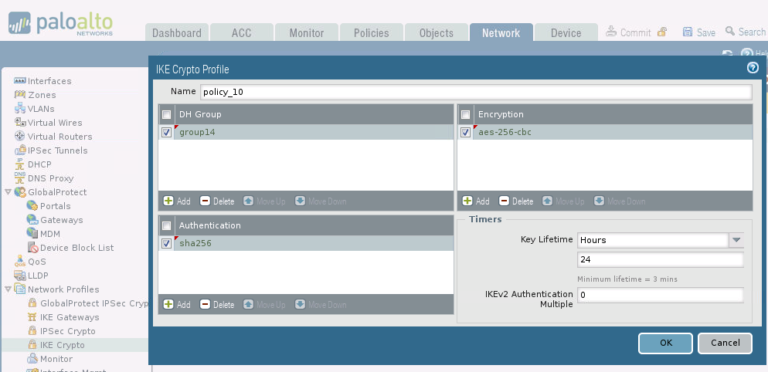 paloalto
NETWORKS
Dashboard ACC Monitor Policies Objects Network Device Commit Save Search
Help
IKE Crypto Profile
Name policy_10
DH Group
group14
Add Delete Move Up Move Down
Encryption
aes-256-cbc
Add Delete Move Up Move Down
Authentication
sha256
Add Delete Move Up Move Down
Timers
Key Lifetime Hours
24
Minimum lifetime = 3 mins
IKEv2 Authentication
Multiple 0
OK Cancel
Interfaces
Zones
VLANs
Virtual Wires
Virtual Routers
IPSec Tunnels
DHCP
DNS Proxy
GlobalProtect
Portals
Gateways
MDM
Device Block List
QoS
LLDP
Network Profiles
GlobalProtect IPSec Cryp
IKE Gateways
IPSec Crypto
IKE Crypto
Monitor
Interface Mgmt